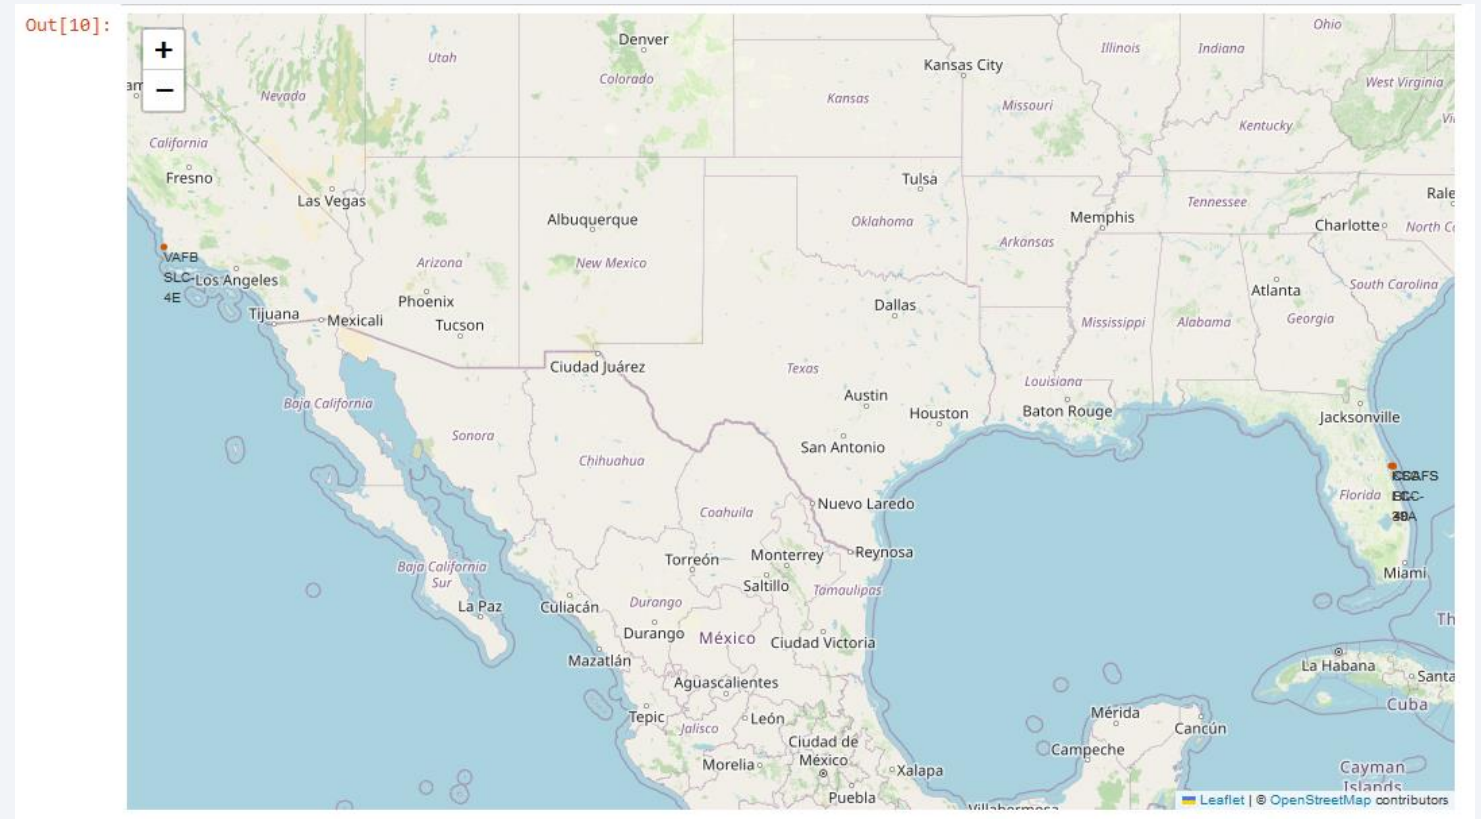 Out[10]:
+
−
Denver
Ohio
Utah
Illinois
Indiana
Kansas City
Colorado
West Virginia
Nevada
Kansas
Missouri
Kentucky
California
Fresno
Tulsa
Las Vegas
Tennessee
Rale
Albuquerque
Oklahoma
Memphis
Charlotte
North C
Arkansas
VAFB
SLC-
4E
Los Angeles
Arizona
New Mexico
Atlanta
South Carolina
Phoenix
Dallas
Tijuana
Mexicali
Tucson
Mississippi
Alabama
Georgia
Ciudad Juárez
Texas
Louisiana
Austin
Baja California
Houston
Baton Rouge
Jacksonville
Sonora
San Antonio
Chihuahua
Florida
Nuevo Laredo
Coahuila
Torreón
Monterrey
Reynosa
Baja California
Sur
Saltillo
Tamaulipas
Miami
La Paz
Culiacán
Durango
Durango
México
Ciudad Victoria
Th
Mazatlán
La Habana
Santa
Aguascalientes
Cuba
Tepic
León
Jalisco
Mérida
Cancún
Ciudad de
México
Campeche
Morelia
Xalapa
Cayman
Islands
Puebla
Villahermosa
Leaflet | © OpenStreetMap contributors